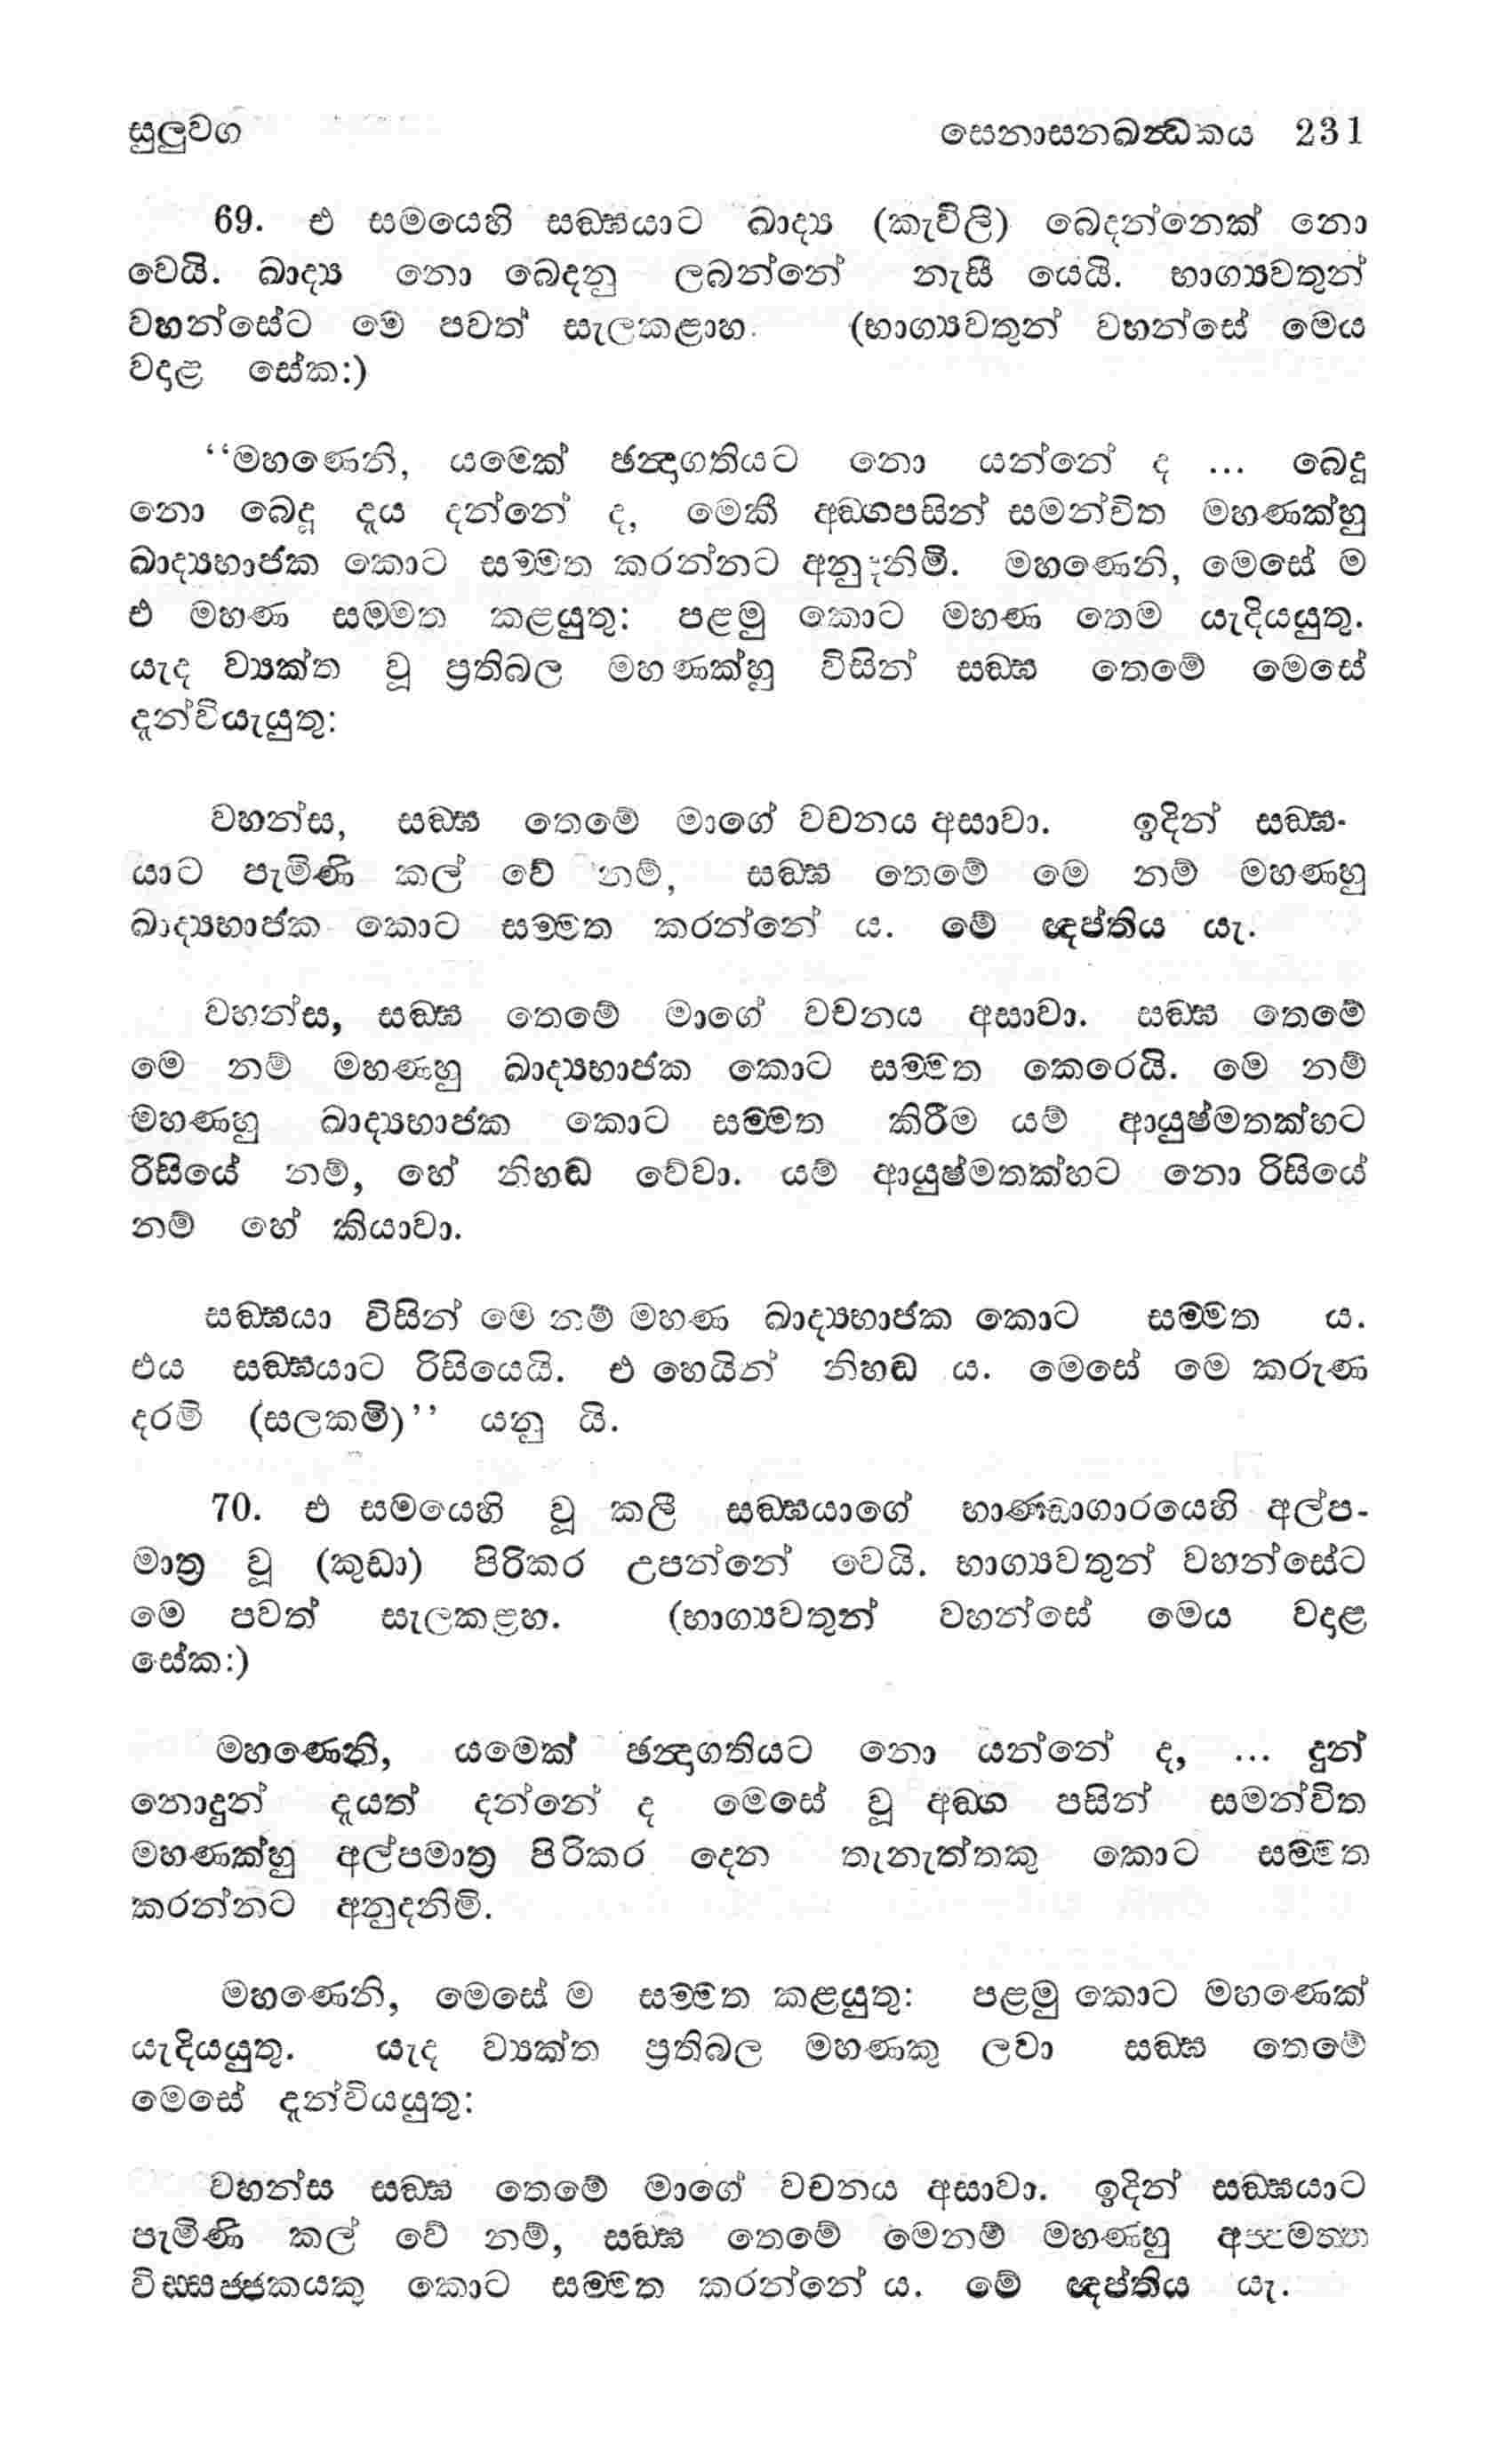 සුලුවග සෙනාසනඛන්ධකය 231
69. එ සමයෙහි සඞ්ඝයාට ඛාද්‍ය (කැවිලි) බෙදන්නෙක් නො
වෙයි. ඛාද්‍ය නො බෙදනු ලබන්නේ නැසී යෙයි. භාග්‍යවතුන්
වහන්සේට මෙ පවත් සැලකළාහ. (භාග්‍යවතුන් වහන්සේ මෙය
වදාළ සේක:)
‘‘මහණෙනි, යමෙක් ඡන්දාගතියට නො යන්නේ ද ... බෙදූ
නො බෙදූ දෑය දන්නේ ද, මෙකී අඞ්ගපසින් සමන්විත මහණක්හු
ඛාද්‍යභාජක කොට සම්මත කරන්නට අනුදනිමි. මහණෙනි, මෙසේ ම
එ මහණ සම්මත කළයුතු: පළමු කොට මහණ තෙම යැදියයුතු.
යැද ව්‍යක්ත වූ ප්‍රතිබල මහණක්හු විසින් සඞ්ඝ තෙමේ මෙසේ
දැන්වියැයුතු:
වහන්ස, සඞ්ඝ තෙමේ මාගේ වචනය අසාවා. ඉදින් සඞ්ඝ-
යාට පැමිණි කල් වේ නම්, සඞ්ඝ තෙමේ මෙ නම් මහණහු
ඛාද්‍යභාජක කොට සම්මත කරන්නේ ය. මේ ඥප්තිය යැ.
වහන්ස, සඞ්ඝ තෙමේ මාගේ වචනය අසාවා. සඞ්ඝ තෙමේ
මෙ නම් මහණහු ඛාද්‍යභාජක කොට සම්මත කෙරෙයි. මෙ නම්
මහණහු ඛාද්‍යභාජක කොට සම්මත කිරීම යම් ආයුෂ්මතක්හට
රිසියේ නම්, හේ නිහඬ වේවා. යම් ආයුෂ්මතක්හට නො රිසියේ
නම් හේ කියාවා.
සඞ්ඝයා විසින් මෙ නම් මහණ ඛාද්‍යභාජක කොට සම්මත ය.
එය සඞ්ඝයාට රිසියෙයි. එ හෙයින් නිහඬ ය. මෙසේ මෙ කරුණ
දරමි (සලකමි)’’ යනු යි.
70. එ සමයෙහි වූ කලී සඞ්ඝයාගේ භාණ්ඩාගාරයෙහි අල්ප-
මාත්‍ර වූ (කුඩා) පිරිකර උපන්නේ වෙයි. භාග්‍යවතුන් වහන්සේට
මෙ පවත් සැලකළහ. (භාග්‍යවතුන් වහන්සේ මෙය වදාළ
සේක:)
මහණෙනි, යමෙක් ඡන්දාගතියට නො යන්නේ ද, ... දුන්
නොදුන් දෑයත් දන්නේ ද මෙසේ වූ අඞ්ග පසින් සමන්විත
මහණක්හු අල්පමාත්‍ර පිරිකර දෙන තැනැත්තකු කොට සම්මත
කරන්නට අනුදනිමි.
මහණෙනි, මෙසේ ම සම්මත කළයුතු: පළමු කොට මහණෙක්
යැදියයුතු. යැද ව්‍යක්ත ප්‍රතිබල මහණකු ලවා සඞ්ඝ තෙමේ
මෙසේ දැන්වියයුතු:
වහන්ස සඞ්ඝ තෙමේ මාගේ වචනය අසාවා. ඉදින් සඞ්ඝයාට
පැමිණි කල් වේ නම්, සඞ්ඝ තෙමේ මෙනම් මහණහු අප්පමත්ත
විස්සජ්ජකයකු කොට සම්මත කරන්නේ ය. මේ ඥප්තිය යැ.